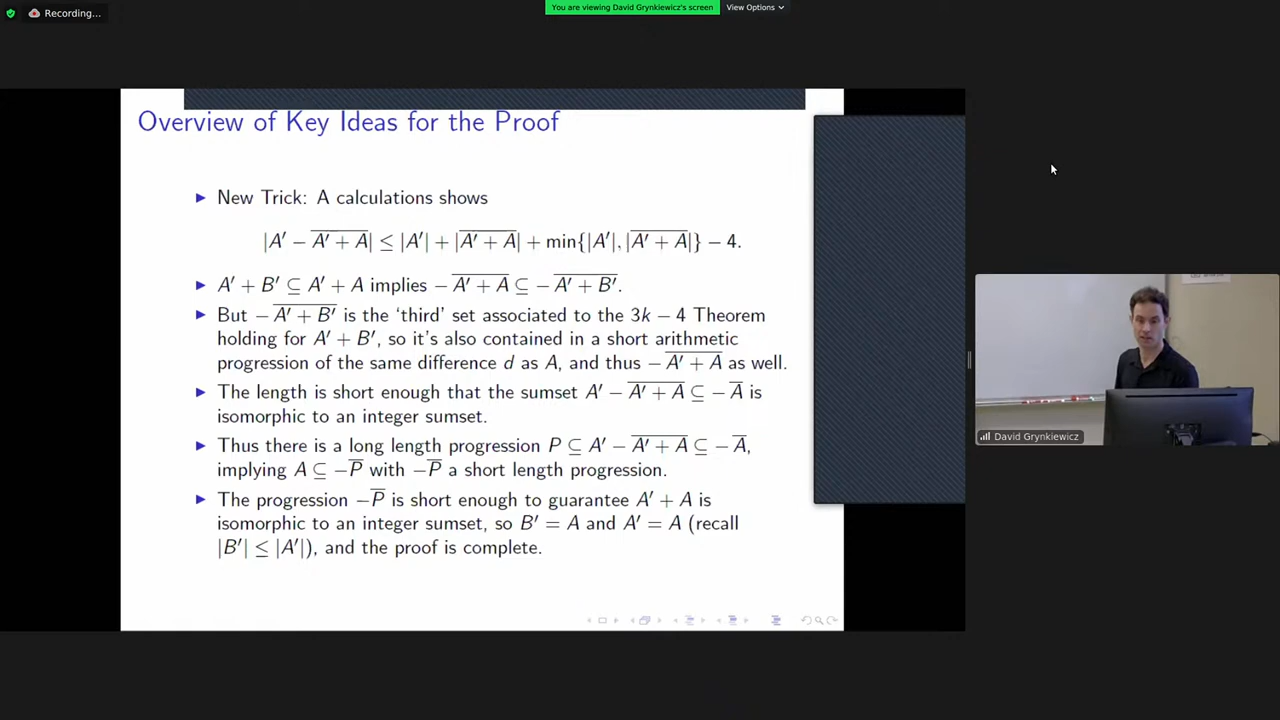 Recording...
You are viewing David Grynkiewicz's screen
View Options
Overview of Key Ideas for the Proof
▶ New Trick: A calculations shows
|A′ − \overline{A′ + A}| ≤ |A′| + |\overline{A′ + A}| + min{|A′|, |\overline{A′ + A}|} − 4.
▶ A′ + B′ ⊆ A′ + A implies −\overline{A′ + A} ⊆ −\overline{A′ + B′}.
▶ But −\overline{A′ + B′} is the ‘third’ set associated to the 3k − 4 Theorem
holding for A′ + B′, so it’s also contained in a short arithmetic
progression of the same difference d as A, and thus −\overline{A′ + A} as well.
▶ The length is short enough that the sumset A′ − \overline{A′ + A} ⊆ −\overline{A} is
isomorphic to an integer sumset.
▶ Thus there is a long length progression P ⊆ A′ − \overline{A′ + A} ⊆ −\overline{A},
implying A ⊆ −\overline{P} with −\overline{P} a short length progression.
▶ The progression −\overline{P} is short enough to guarantee A′ + A is
isomorphic to an integer sumset, so B′ = A and A′ = A (recall
|B′| ≤ |A′|), and the proof is complete.
David Grynkiewicz